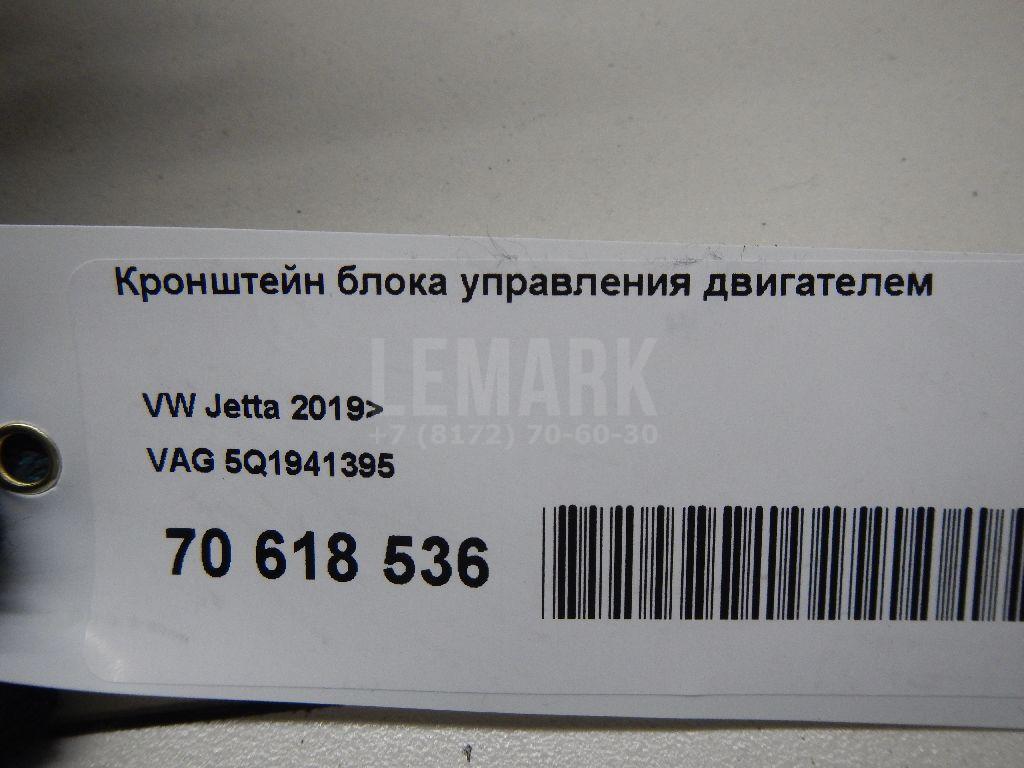 Кронштейн блока управления двигателем
LEMARK
VW Jetta 2019>
+7 (8172) 70-60-30
VAG 5Q1941395
70 618 536